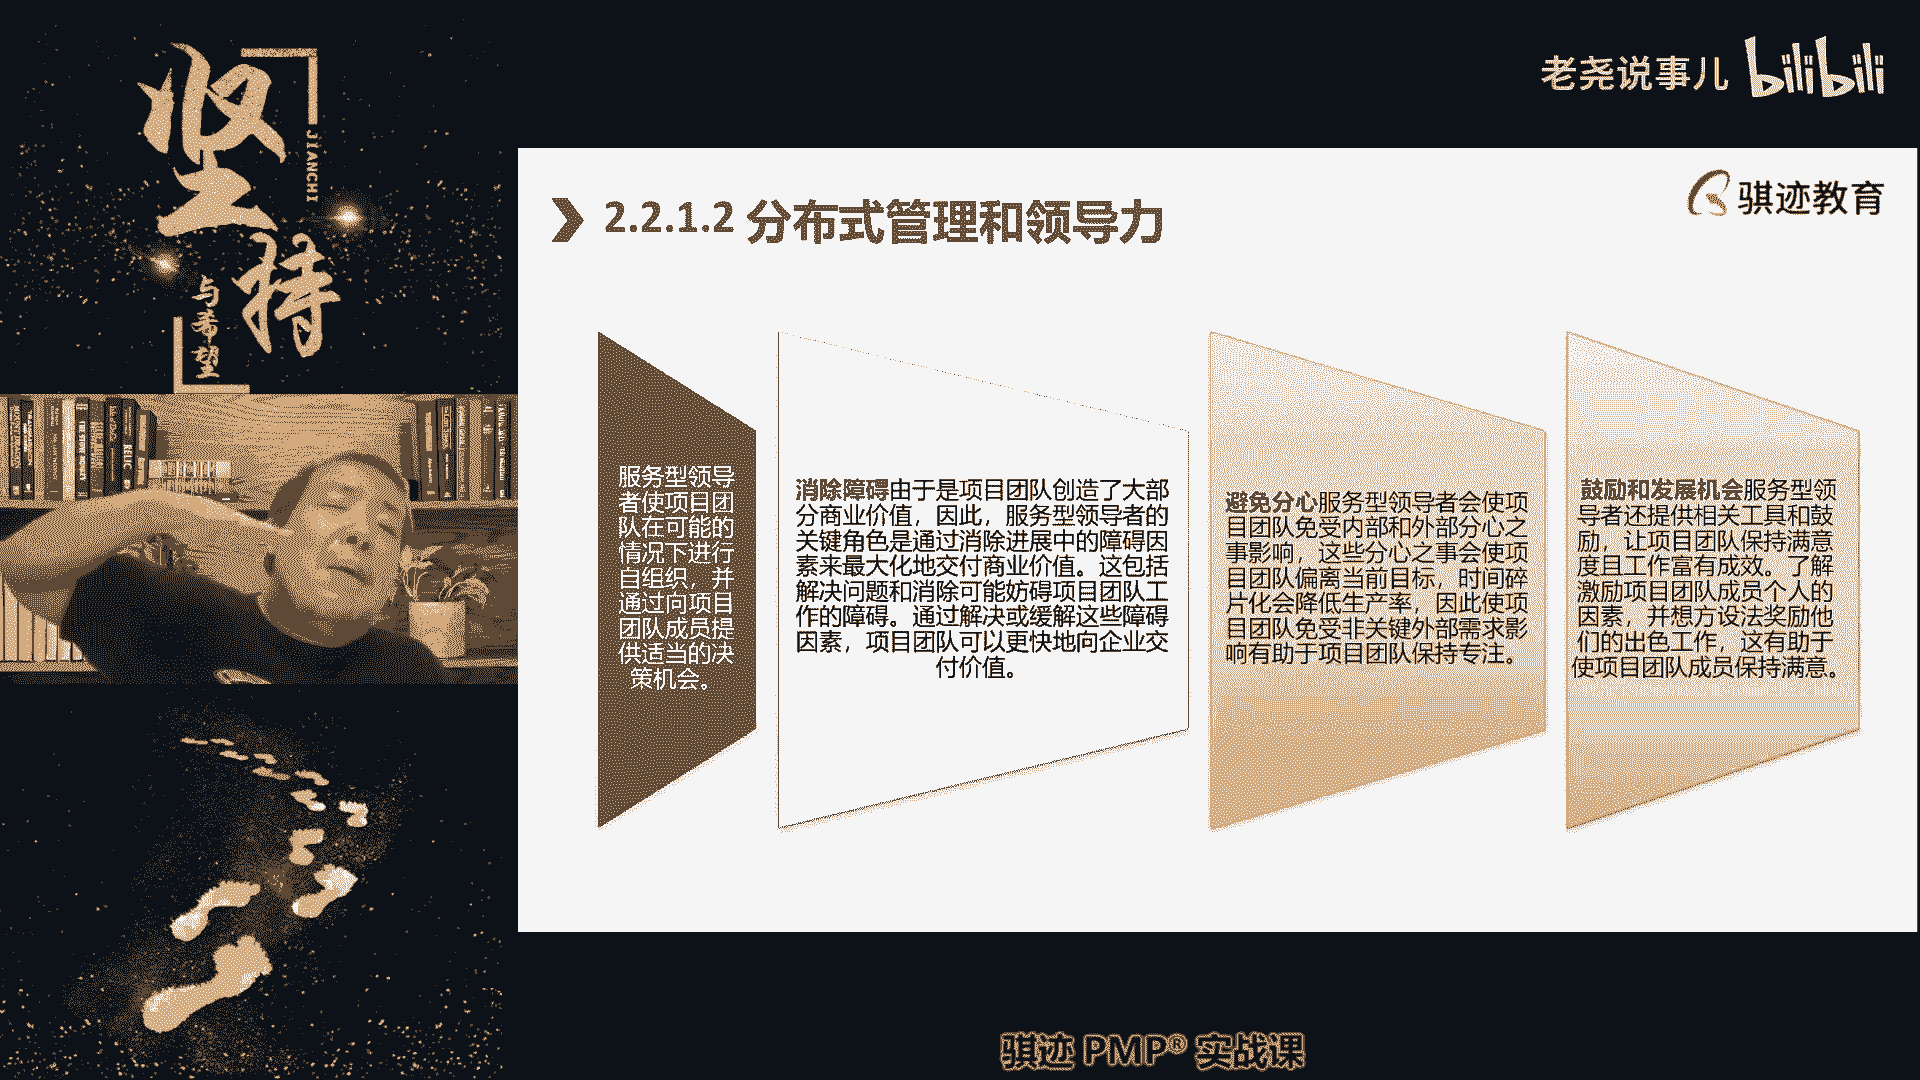 坚持
JIANCHI
与希望
老尧说事儿 bilibili
骐迹教育
2.2.1.2 分布式管理和领导力
服务型领导
者使项目团
队在可能的
情况下进行
自组织，并
通过向项目
团队成员提
供适当的决
策机会。
消除障碍由于是项目团队创造了大部
分商业价值，因此，服务型领导者的
关键角色是通过消除进展中的障碍因
素来最大化地交付商业价值。这包括
解决问题和消除可能妨碍项目团队工
作的障碍。通过解决或缓解这些障碍
因素，项目团队可以更快地向企业交
付价值。
避免分心服务型领导者会使项
目团队免受内部和外部分心之
事影响，这些分心之事会使项
目团队偏离当前目标，时间碎
片化会降低生产率，因此使项
目团队免受非关键外部需求影
响有助于项目团队保持专注。
鼓励和发展机会服务型领
导者还提供相关工具和鼓
励，让项目团队保持满意
度且工作富有成效。了解
激励项目团队成员个人的
因素，并想方设法奖励他
们的出色工作，这有助于
使项目团队成员保持满意。
骐迹 PMP® 实战课